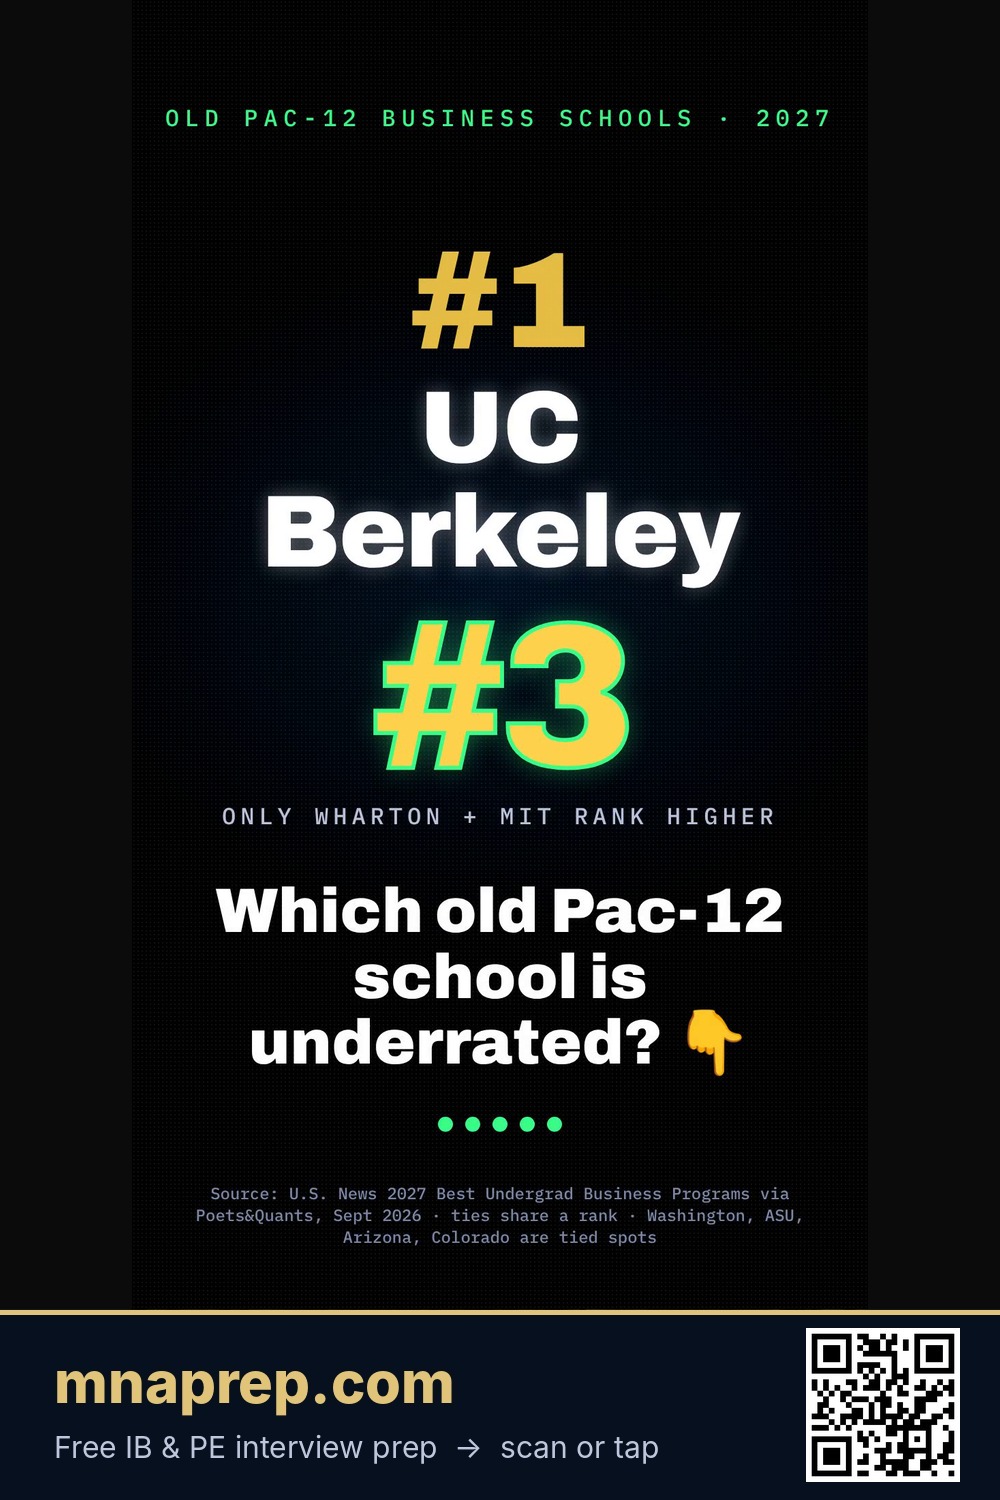 OLD PAC-12 BUSINESS SCHOOLS · 2027
#1
UC
Berkeley
#3
ONLY WHARTON + MIT RANK HIGHER
Which old Pac-12
school is
underrated? 👇
Source: U.S. News 2027 Best Undergrad Business Programs via
Poets&Quants, Sept 2026 · ties share a rank · Washington, ASU,
Arizona, Colorado are tied spots
mnaprep.com
Free IB & PE interview prep → scan or tap